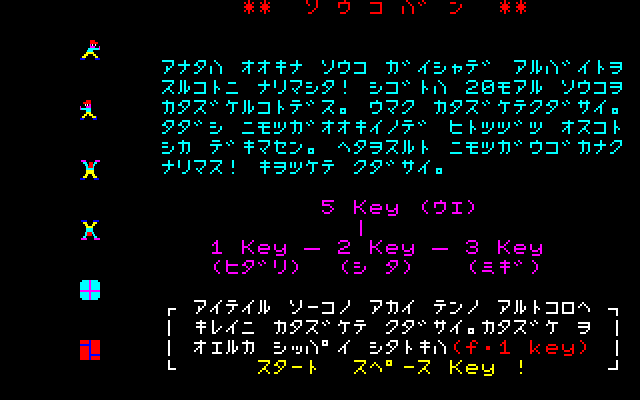 ** ソウコバン **
アナタハ オオキナ ソウコ ガイシャデ アルバイトヲ
スルコトニ ナリマシタ! シゴトハ 20モアル ソウコヲ
カタズケルコトデス。 ウマク カタズケテクダサイ。
タダシ ニモツガオオキイノデ ヒトツヅツ オスコト
シカ デキマセン。 ヘタヲスルト ニモツガウゴカナク
ナリマス! キヲツケテ クダサイ。
5 Key (ウエ)
|
1 Key — 2 Key — 3 Key
(ヒダリ) (シタ) (ミギ)
アイテイル ソーコノ アカイ テンノ アルトコロヘ
キレイニ カタズケテ クダサイ。カタズケ ヲ
オエルカ シッパイ シタトキハ(f・1 key)
スタート スペース Key !